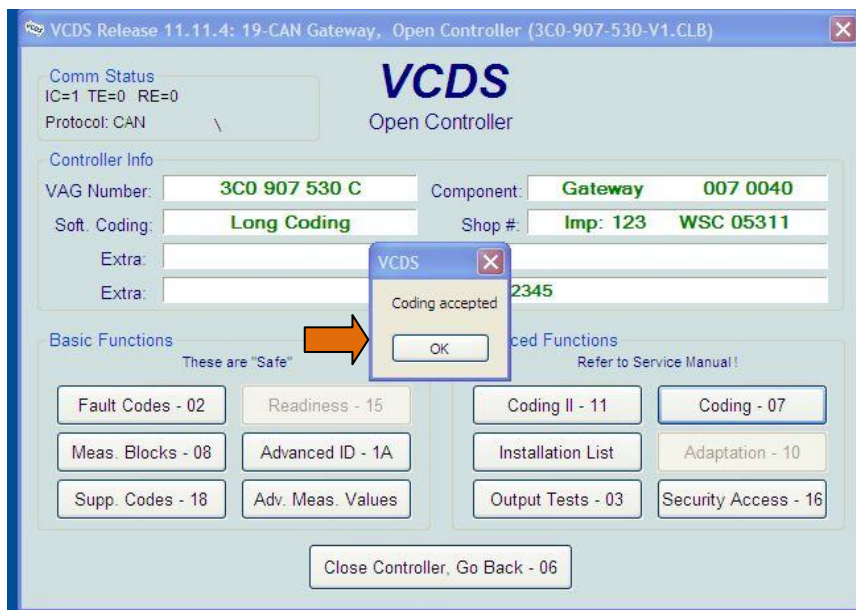 VCDS Release 11.11.4: 19-CAN Gateway, Open Controller (3C0-907-530-V1.CLB)
Comm Status
IC=1 TE=0 RE=0
Protocol: CAN \
VCDS
Open Controller
Controller Info
VAG Number: 3C0 907 530 C Component: Gateway 007 0040
Soft. Coding: Long Coding Shop #: Imp: 123 WSC 05311
Extra:
Extra: 2345
VCDS
Coding accepted
OK
Basic Functions
These are "Safe"
Fault Codes - 02 Readiness - 15
Meas. Blocks - 08 Advanced ID - 1A
Supp. Codes - 18 Adv. Meas. Values
Functions
Refer to Service Manual!
Coding II - 11 Coding - 07
Installation List Adaptation - 10
Output Tests - 03 Security Access - 16
Close Controller, Go Back - 06